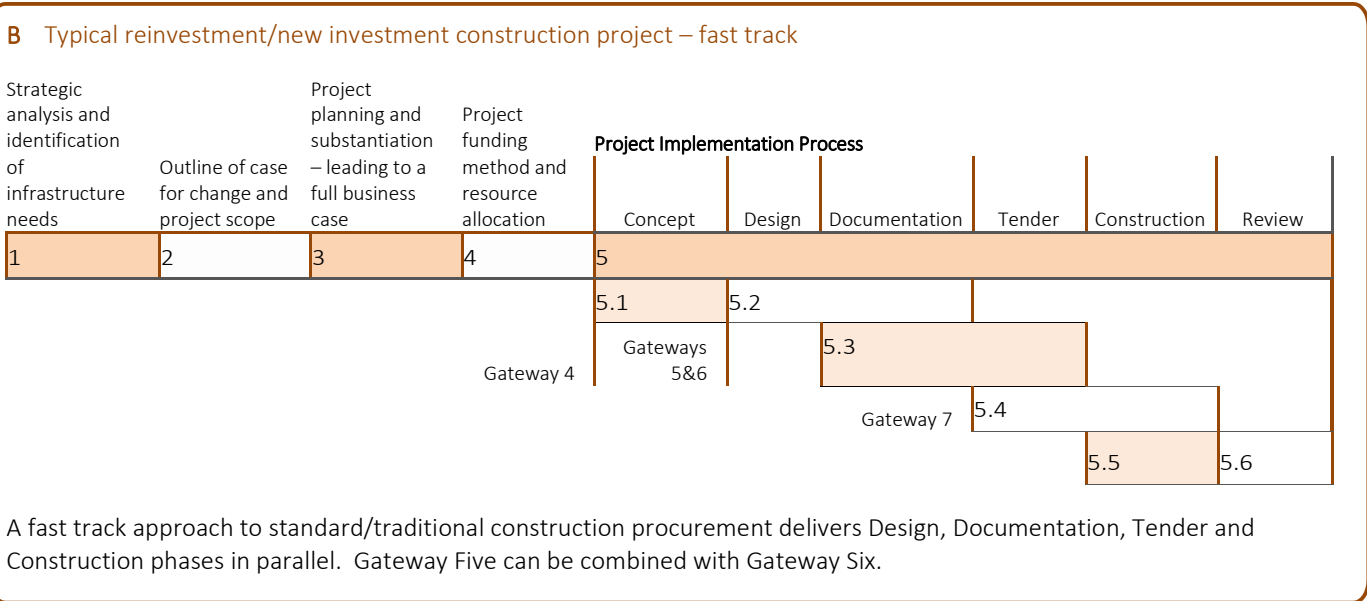 B Typical reinvestment/new investment construction project – fast track
Strategic
analysis and
identification
of
infrastructure
needs
Outline of case
for change and
project scope
Project
planning and
substantiation
– leading to a
full business
case
Project
funding
method and
resource
allocation
Project Implementation Process
Concept
Design
Documentation
Tender
Construction
Review
1
2
3
4
5
5.1
5.2
Gateway 4
Gateways
5&6
5.3
Gateway 7
5.4
5.5
5.6
A fast track approach to standard/traditional construction procurement delivers Design, Documentation, Tender and
Construction phases in parallel. Gateway Five can be combined with Gateway Six.